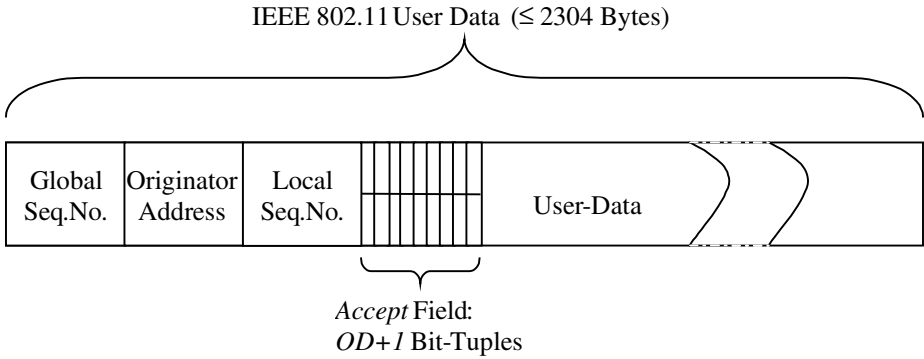 IEEE 802.11 User Data (≤ 2304 Bytes)
Global Seq.No.
Originator Address
Local Seq.No.
User-Data
Accept Field:
OD+1 Bit-Tuples